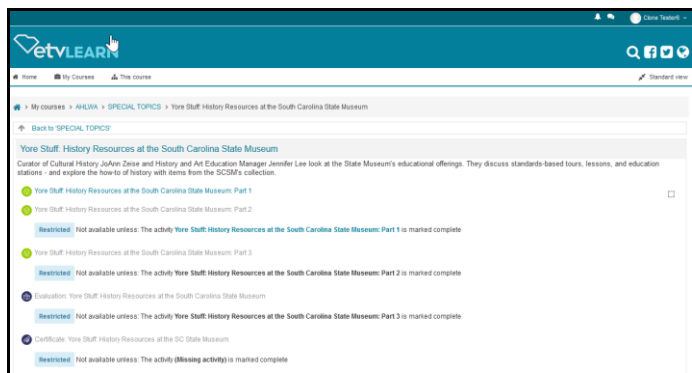 Clone Tester6
etvLEARN
Home My Courses This course Standard view
> My courses > AHLWA > SPECIAL TOPICS > Yore Stuff: History Resources at the South Carolina State Museum
Back to 'SPECIAL TOPICS'
Yore Stuff: History Resources at the South Carolina State Museum
Curator of Cultural History JoAnn Zeise and History and Art Education Manager Jennifer Lee look at the State Museum's educational offerings. They discuss standards-based tours, lessons, and education
stations - and explore the how-to of history with items from the SCSM's collection.
Yore Stuff: History Resources at the South Carolina State Museum: Part 1
Yore Stuff: History Resources at the South Carolina State Museum: Part 2
Restricted Not available unless: The activity Yore Stuff: History Resources at the South Carolina State Museum: Part 1 is marked complete
Yore Stuff: History Resources at the South Carolina State Museum: Part 3
Restricted Not available unless: The activity Yore Stuff: History Resources at the South Carolina State Museum: Part 2 is marked complete
Evaluation: Yore Stuff: History Resources at the South Carolina State Museum
Restricted Not available unless: The activity Yore Stuff: History Resources at the South Carolina State Museum: Part 3 is marked complete
Certificate: Yore Stuff: History Resources at the SC State Museum
Restricted Not available unless: The activity (Missing activity) is marked complete